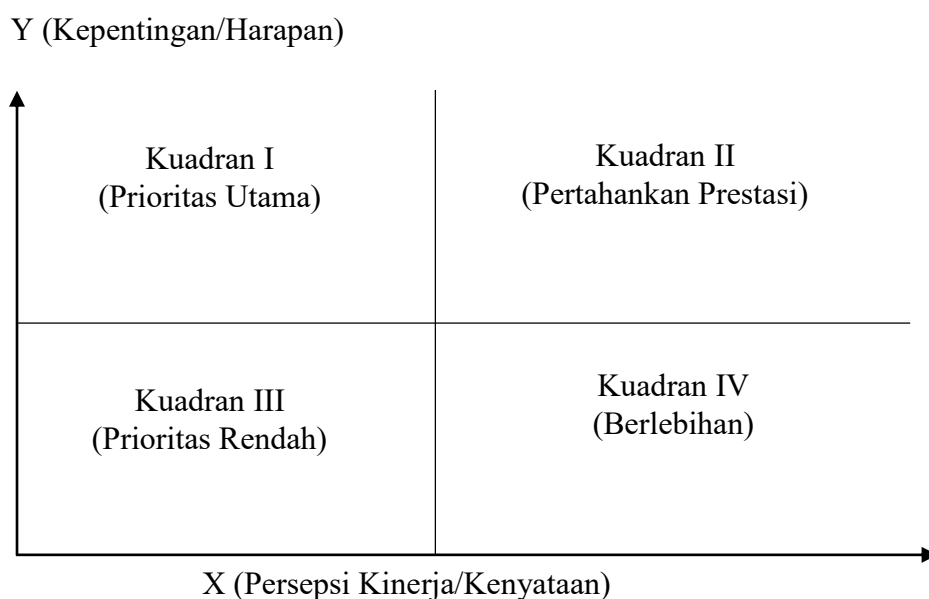 Y (Kepentingan/Harapan)
Kuadran I
(Prioritas Utama)
Kuadran II
(Pertahankan Prestasi)
Kuadran III
(Prioritas Rendah)
Kuadran IV
(Berlebihan)
X (Persepsi Kinerja/Kenyataan)